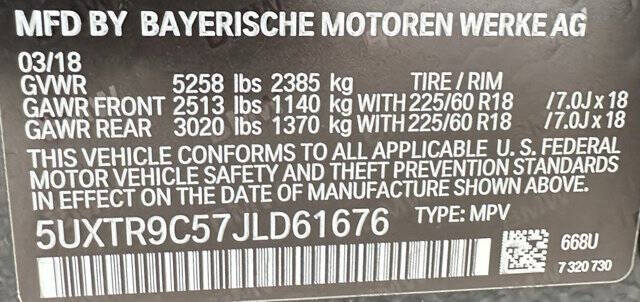 MFD BY BAYERISCHE MOTOREN WERKE AG
03/18
GVWR 5258 lbs 2385 kg TIRE / RIM
GAWR FRONT 2513 lbs 1140 kg WITH 225/60 R18 /7.0J x 18
GAWR REAR 3020 lbs 1370 kg WITH 225/60 R18 /7.0J x 18
THIS VEHICLE CONFORMS TO ALL APPLICABLE U. S. FEDERAL
MOTOR VEHICLE SAFETY AND THEFT PREVENTION STANDARDS
IN EFFECT ON THE DATE OF MANUFACTURE SHOWN ABOVE.
5UXTR9C57JLD61676 TYPE: MPV
668U
7 320 730